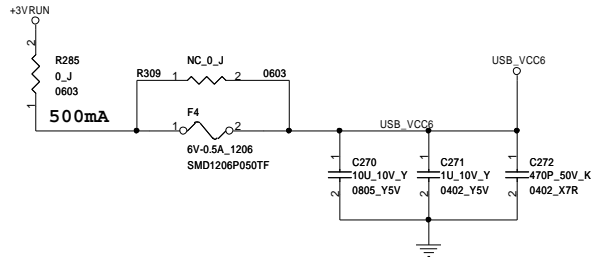 +3VRUN
2
R285
0_J
0603
1
500mA
NC_0_J
R309 1 2 0603
F4
1 2
6V-0.5A_1206
SMD1206P050TF
USB_VCC6
USB_VCC6
1 C270
10U_10V_Y
2 0805_Y5V
1 C271
1U_10V_Y
2 0402_Y5V
1 C272
470P_50V_K
2 0402_X7R